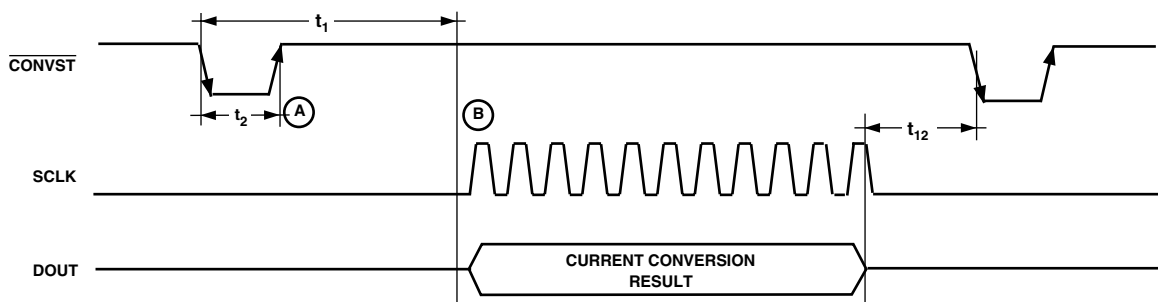 t1
CONVST
t2
A
B
t12
SCLK
DOUT
CURRENT CONVERSION
RESULT